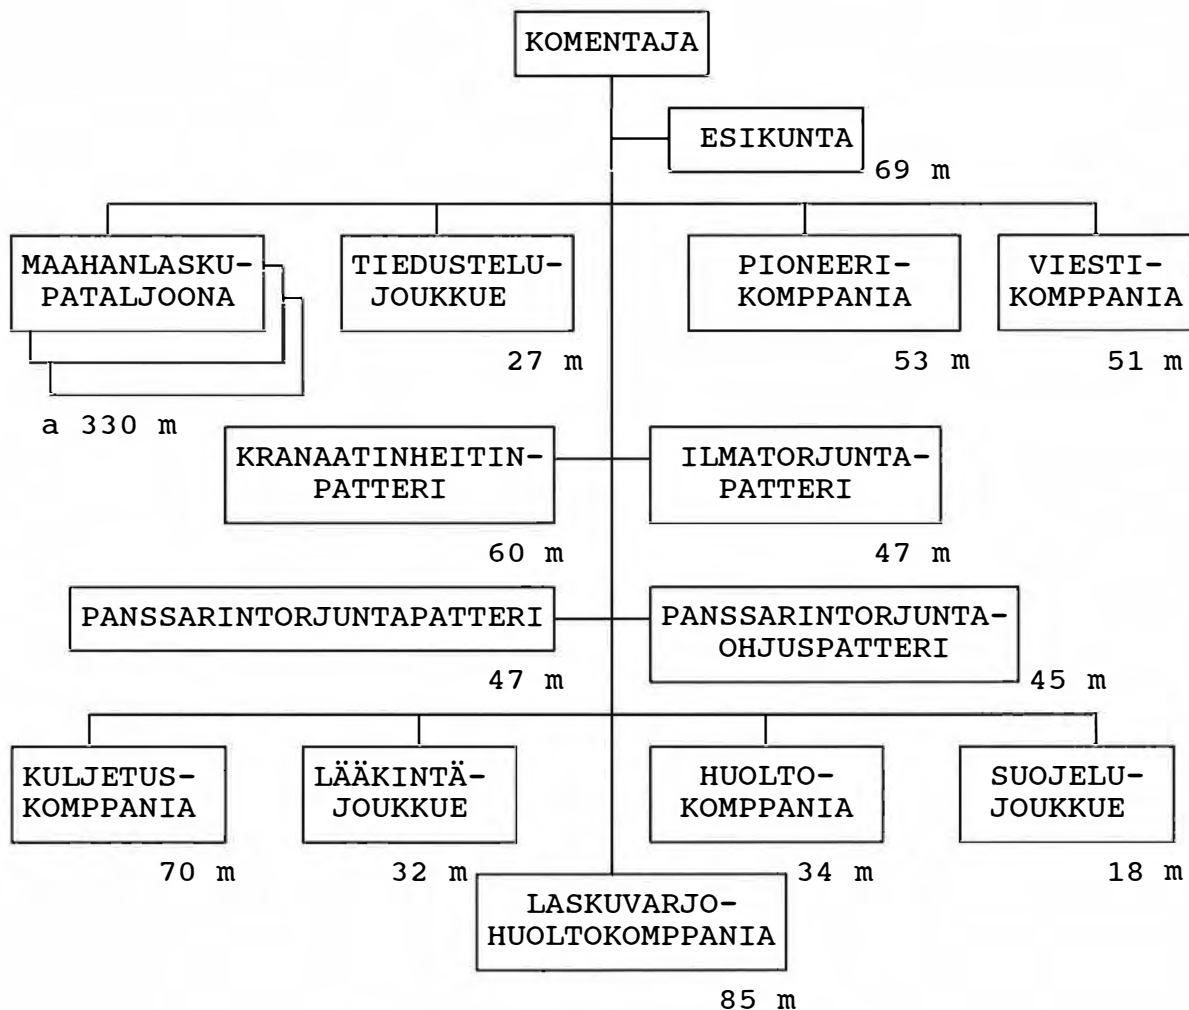 KOMENTAJA
ESIKUNTA
69 m
MAAHANLASKU-
PATALJOONA
a 330 m
TIEDUSTELU-
JOUKKUE
27 m
PIONEERI-
KOMPPANIA
53 m
VIESTI-
KOMPPANIA
51 m
KRANAATINHEITIN-
PATTERI
60 m
ILMATORJUNTA-
PATTERI
47 m
PANSSARINTORJUNTAPATTERI
47 m
PANSSARINTORJUNTA-
OHJUSPATTERI
45 m
KULJETUS-
KOMPPANIA
70 m
LÄÄKINTÄ-
JOUKKUE
32 m
HUOLTO-
KOMPPANIA
34 m
SUOJELU-
JOUKKUE
18 m
LASKUVARJO-
HUOLTOKOMPPANIA
85 m